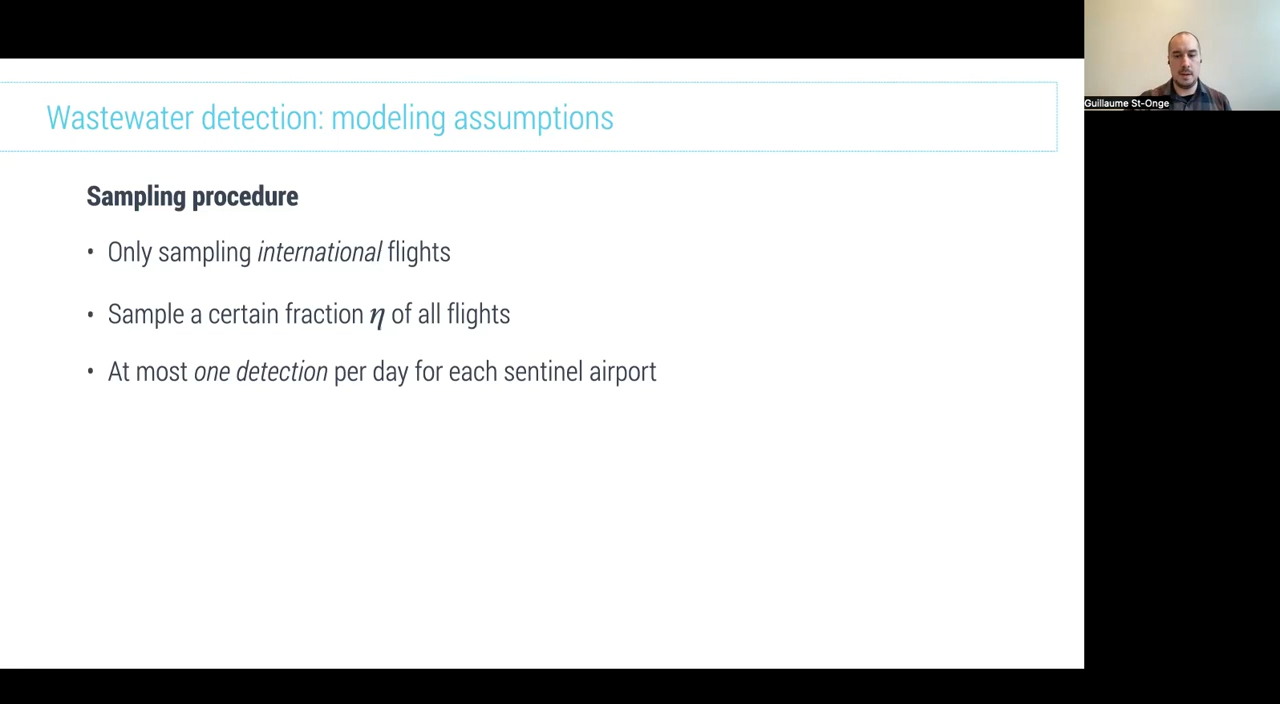 Guillaume St-Onge
Wastewater detection: modeling assumptions
Sampling procedure
• Only sampling international flights
• Sample a certain fraction η of all flights
• At most one detection per day for each sentinel airport